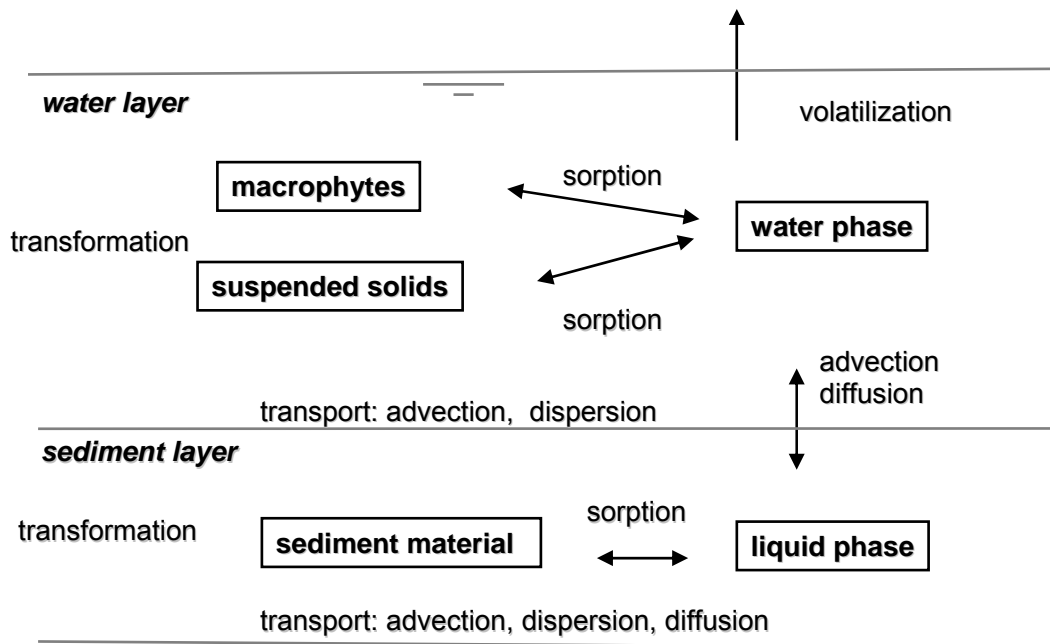 water layer
volatilization
macrophytes
sorption
water phase
transformation
suspended solids
sorption
advection
diffusion
transport: advection, dispersion
sediment layer
transformation
sediment material
sorption
liquid phase
transport: advection, dispersion, diffusion